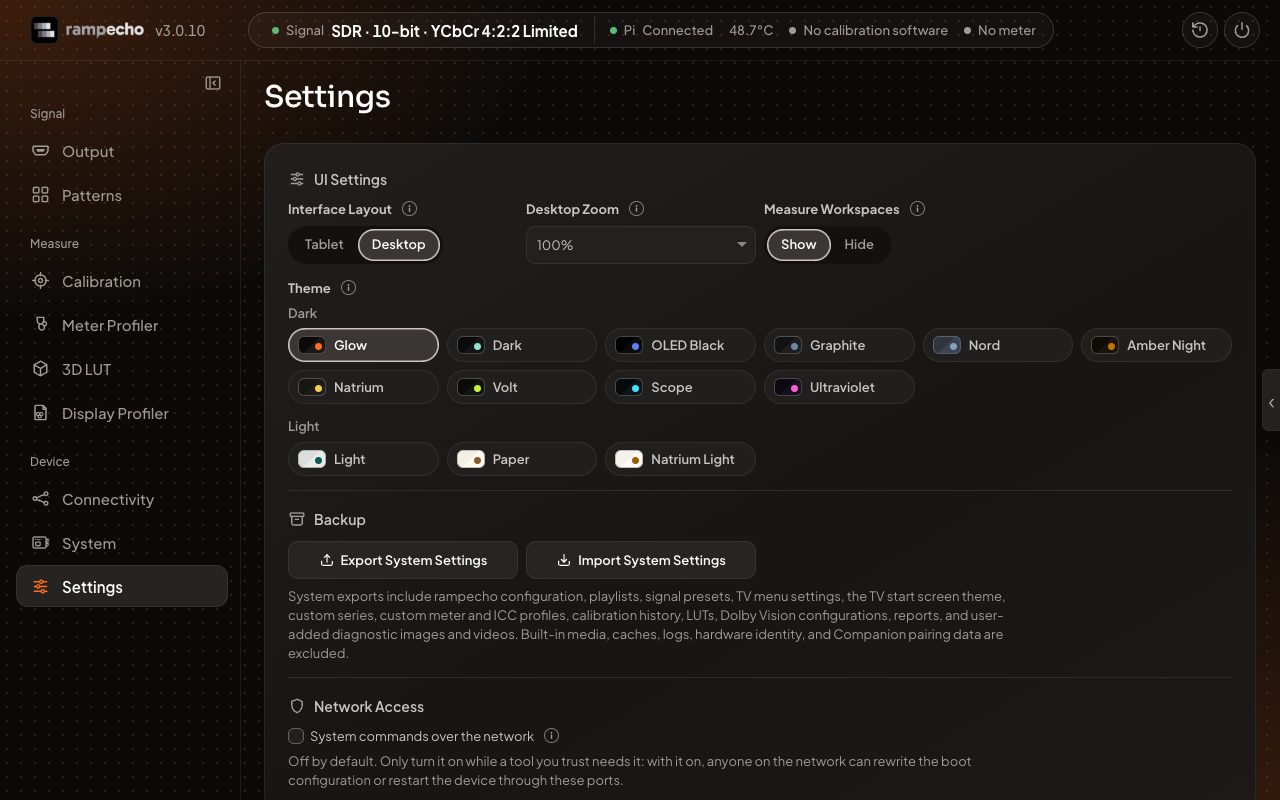 rampecho v3.0.10
Signal SDR · 10-bit · YCbCr 4:2:2 Limited
Pi Connected 48.7°C No calibration software No meter
Signal
Output
Patterns
Measure
Calibration
Meter Profiler
3D LUT
Display Profiler
Device
Connectivity
System
Settings
Settings
UI Settings
Interface Layout Desktop Zoom Measure Workspaces
Tablet Desktop 100% Show Hide
Theme
Dark
Glow Dark OLED Black Graphite Nord Amber Night
Natrium Volt Scope Ultraviolet
Light
Light Paper Natrium Light
Backup
Export System Settings Import System Settings
System exports include rampecho configuration, playlists, signal presets, TV menu settings, the TV start screen theme,
custom series, custom meter and ICC profiles, calibration history, LUTs, Dolby Vision configurations, reports, and user-
added diagnostic images and videos. Built-in media, caches, logs, hardware identity, and Companion pairing data are
excluded.
Network Access
System commands over the network
Off by default. Only turn it on while a tool you trust needs it: with it on, anyone on the network can rewrite the boot
configuration or restart the device through these ports.